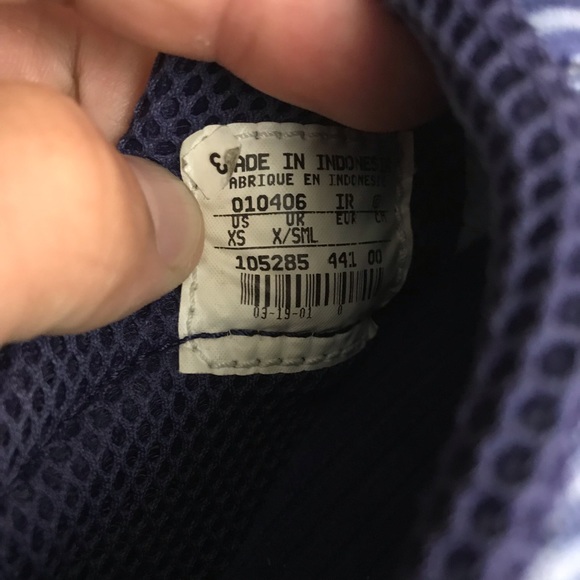 ADE IN INDONES
ABRIQUE EN INDONES
010406 IR
US UK EUR
XS X/SML
105285 441 00
03-19-01 0